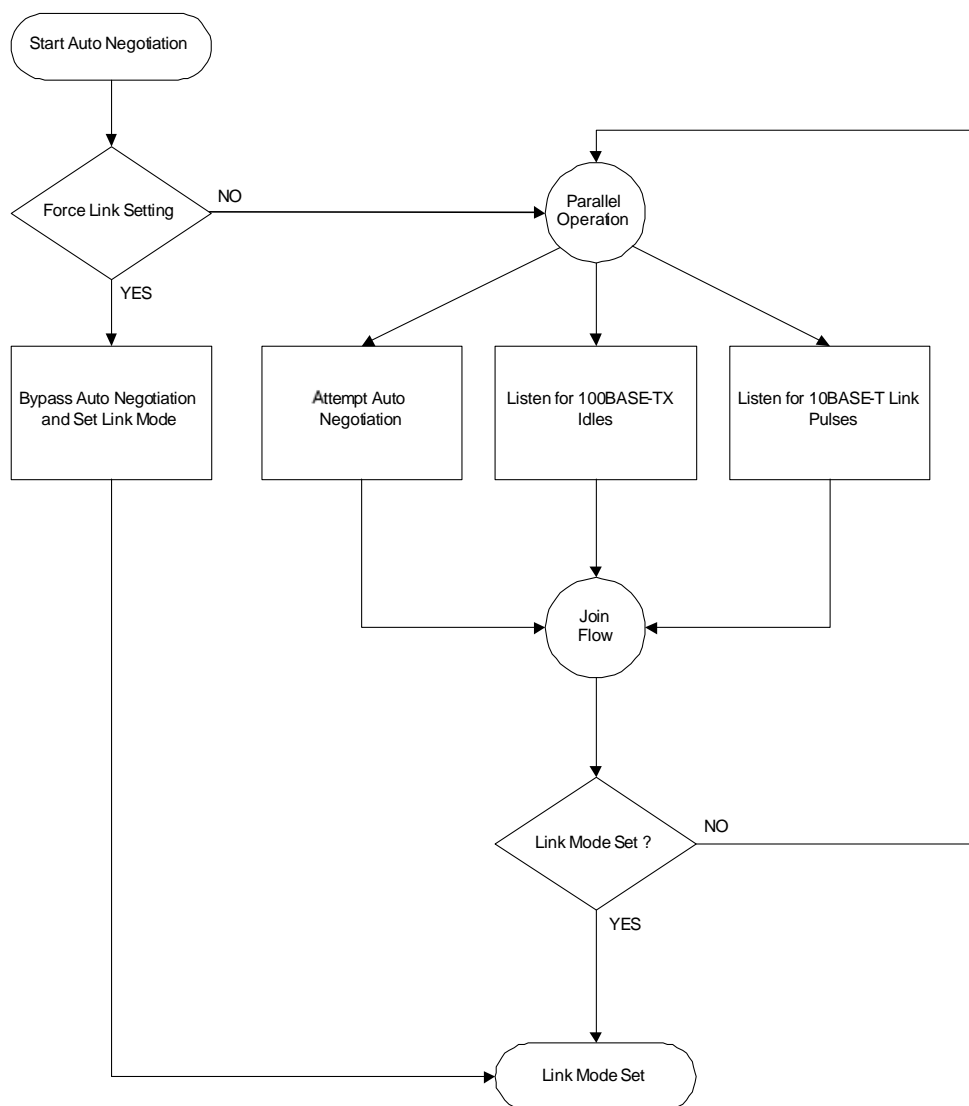 Start Auto Negotiation
Force Link Setting
NO
Parallel
Operation
YES
Bypass Auto Negotiation
and Set Link Mode
Attempt Auto
Negotiation
Listen for 100BASE-TX
Idles
Listen for 10BASE-T Link
Pulses
Join
Flow
Link Mode Set ?
NO
YES
Link Mode Set